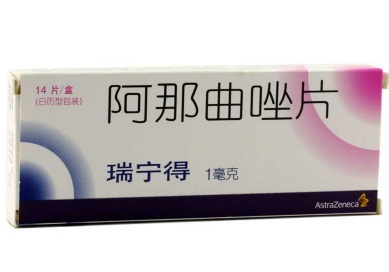 14 片/盒
(日历型包装)
阿那曲唑片
瑞宁得 1毫克
AstraZeneca